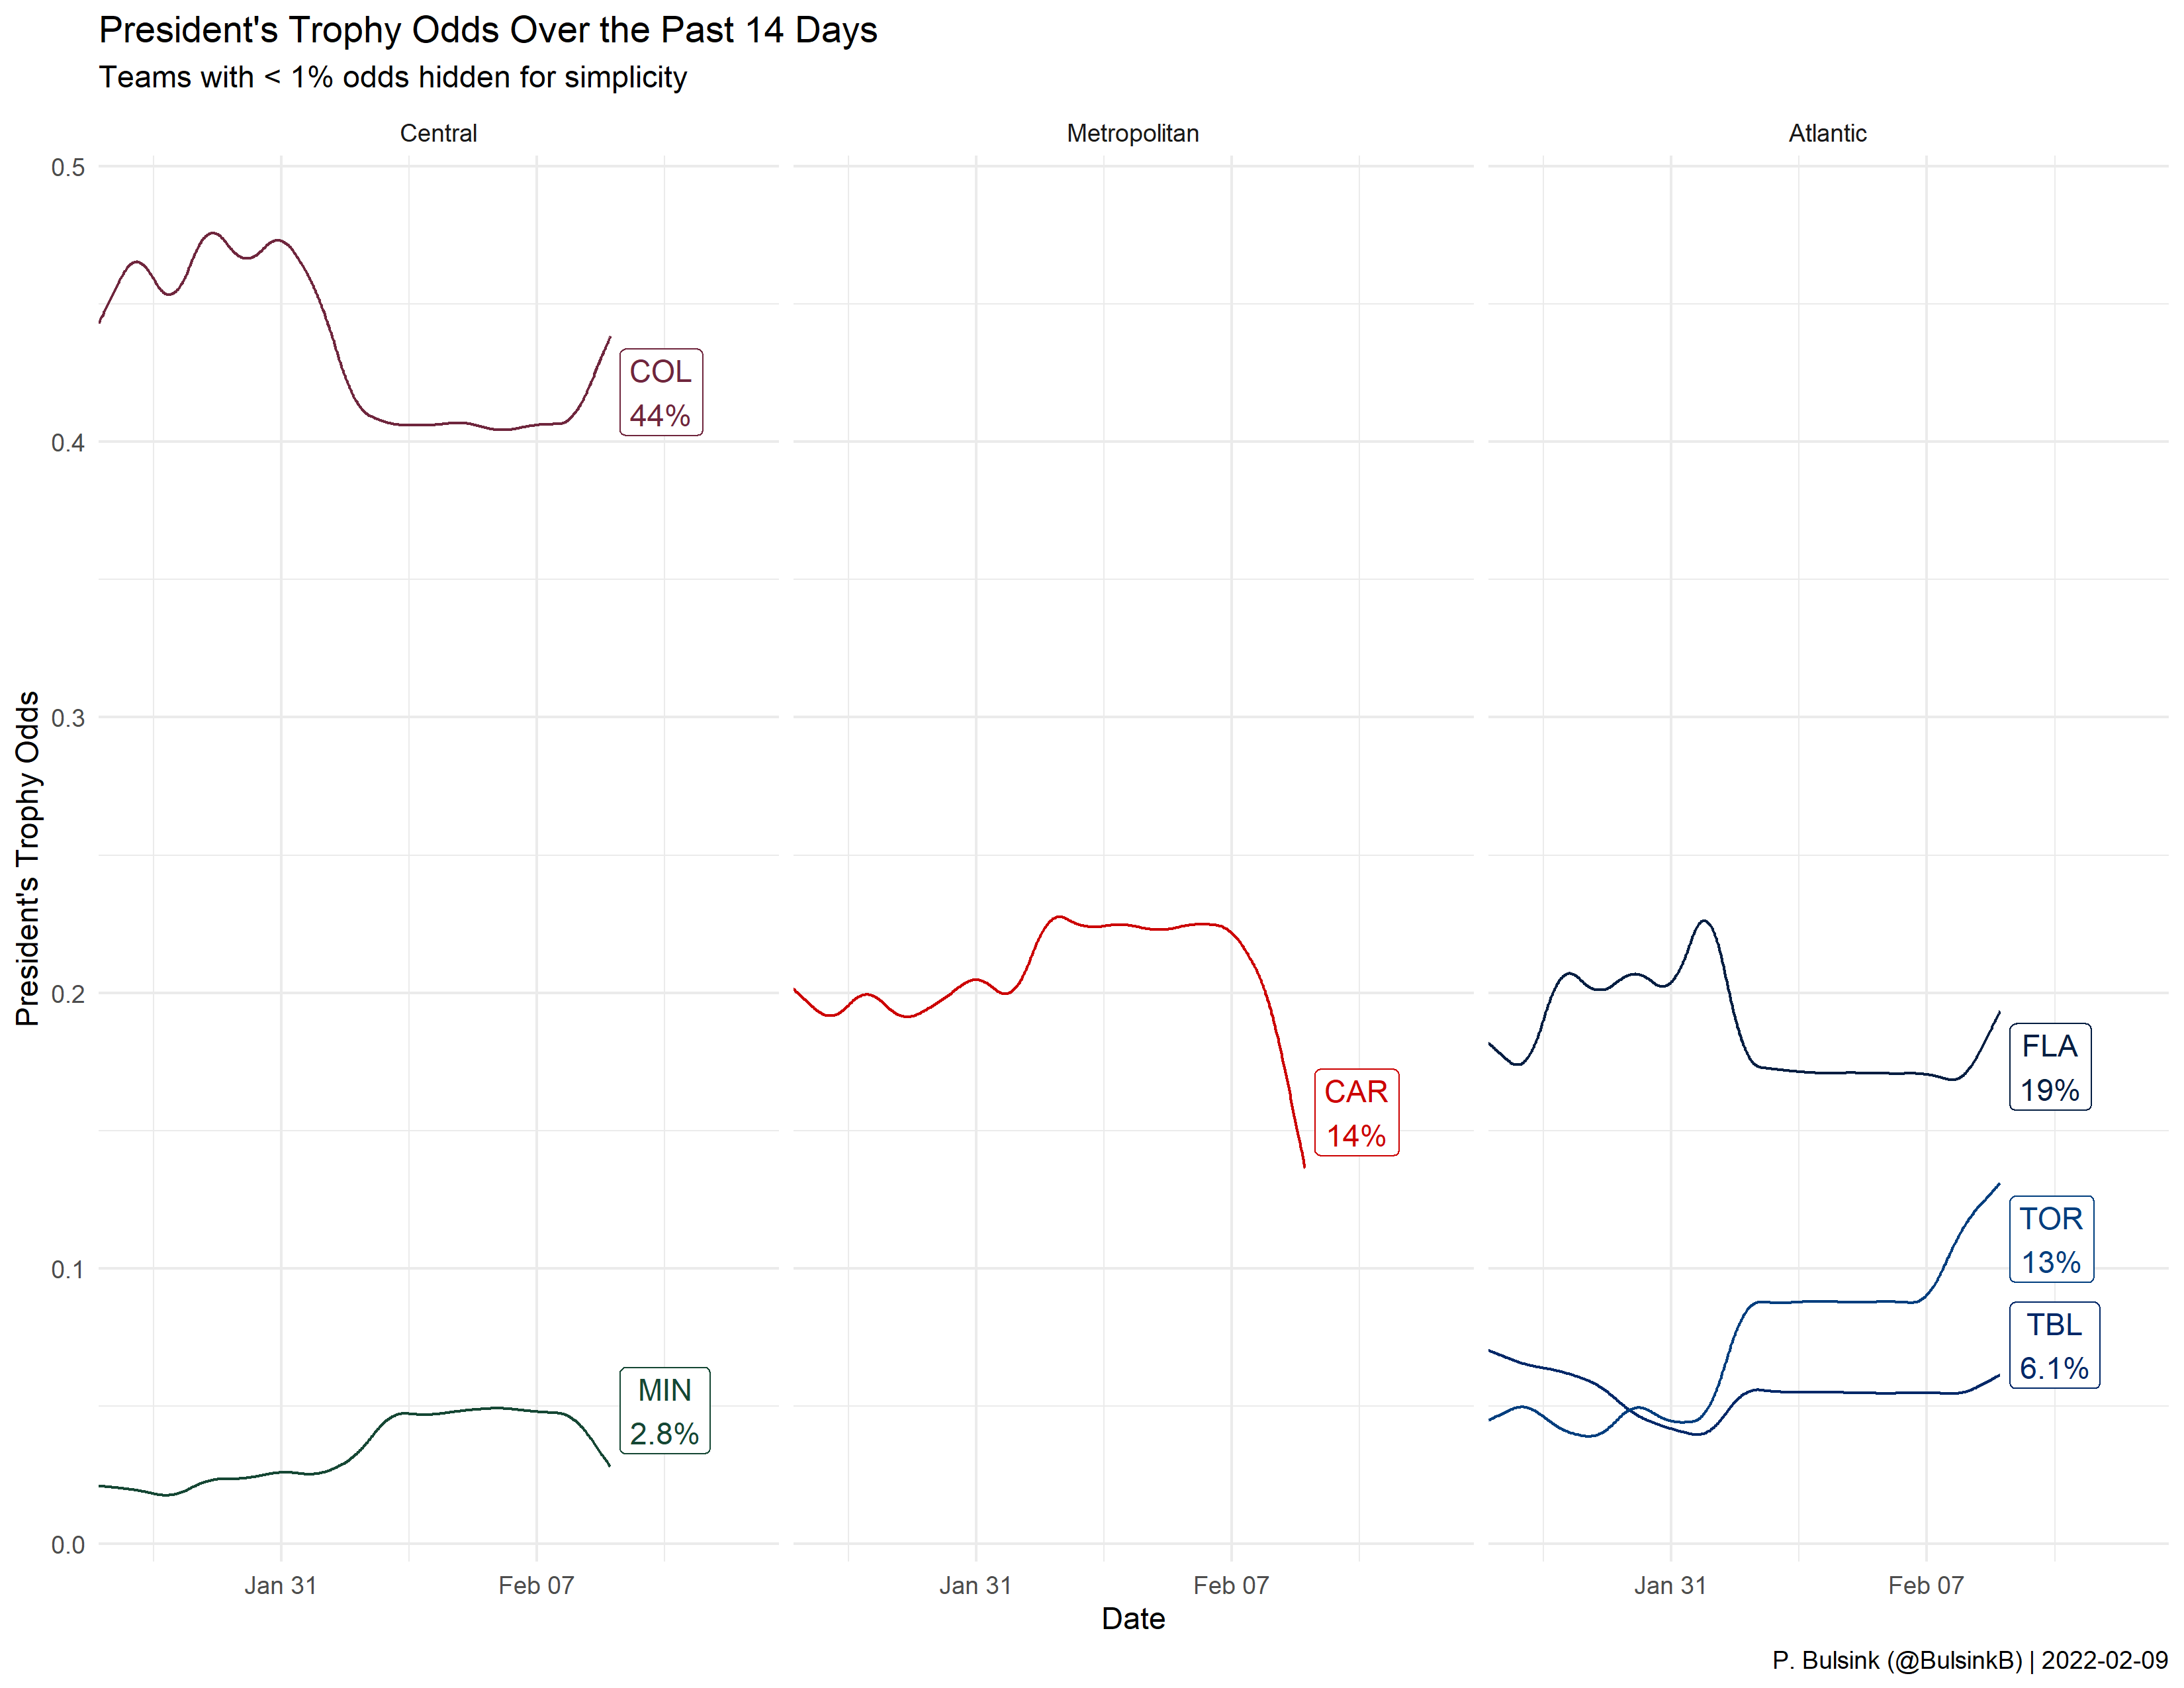 President's Trophy Odds Over the Past 14 Days
Teams with < 1% odds hidden for simplicity
Central
Metropolitan
Atlantic
President's Trophy Odds
0.5
0.4
0.3
0.2
0.1
0.0
COL
44%
MIN
2.8%
CAR
14%
FLA
19%
TOR
13%
TBL
6.1%
Jan 31
Feb 07
Jan 31
Feb 07
Jan 31
Feb 07
Date
P. Bulsink (@BulsinkB) | 2022-02-09